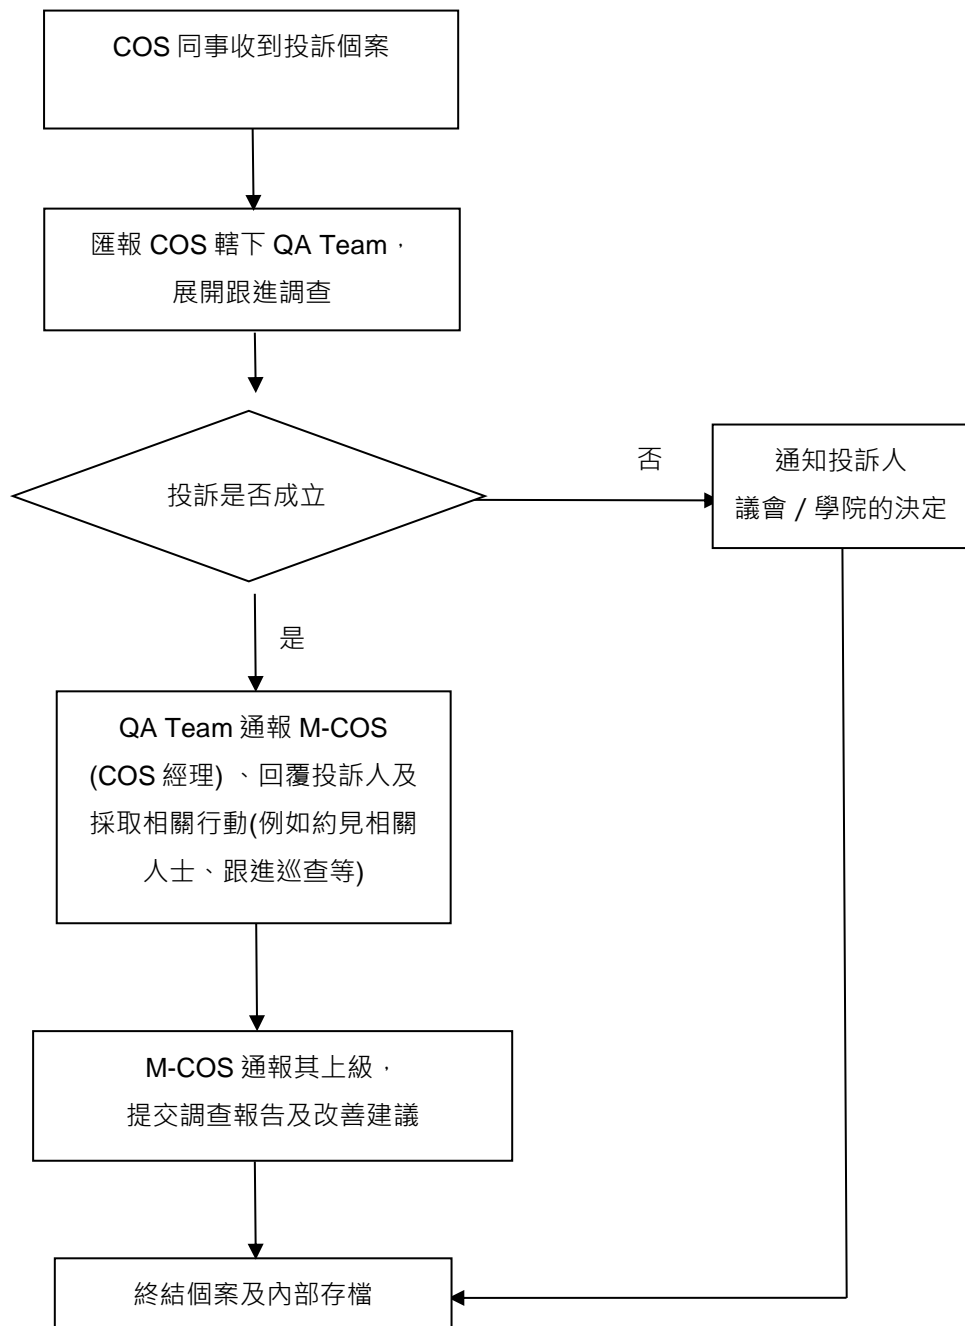 COS 同事收到投訴個案
匯報 COS 轄下 QA Team，
展開跟進調查
投訴是否成立
否
通知投訴人
議會 / 學院的決定
是
QA Team 通報 M-COS
(COS 經理) 、回覆投訴人及
採取相關行動(例如約見相關
人士、跟進巡查等)
M-COS 通報其上級，
提交調查報告及改善建議
終結個案及內部存檔